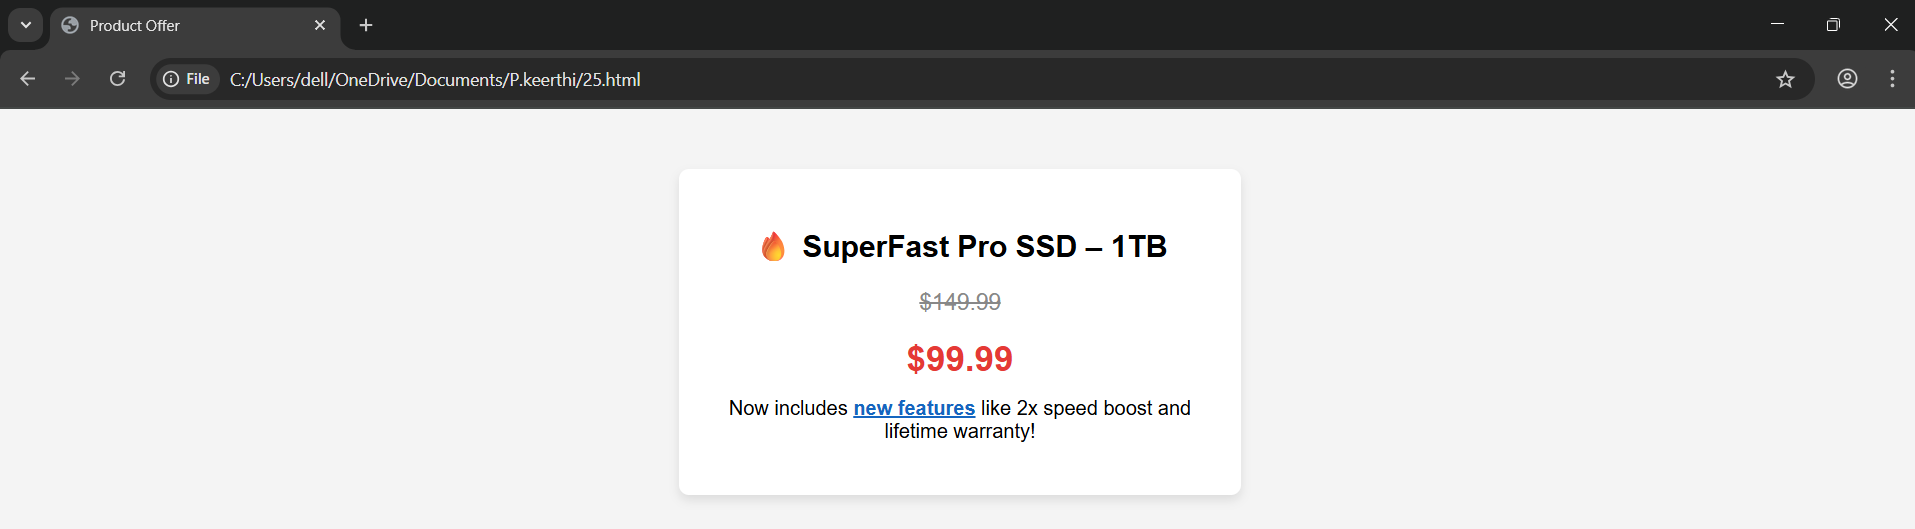 Product Offer
File C:/Users/dell/OneDrive/Documents/P.keerthi/25.html
🔥 SuperFast Pro SSD – 1TB
$149.99
$99.99
Now includes new features like 2x speed boost and
lifetime warranty!